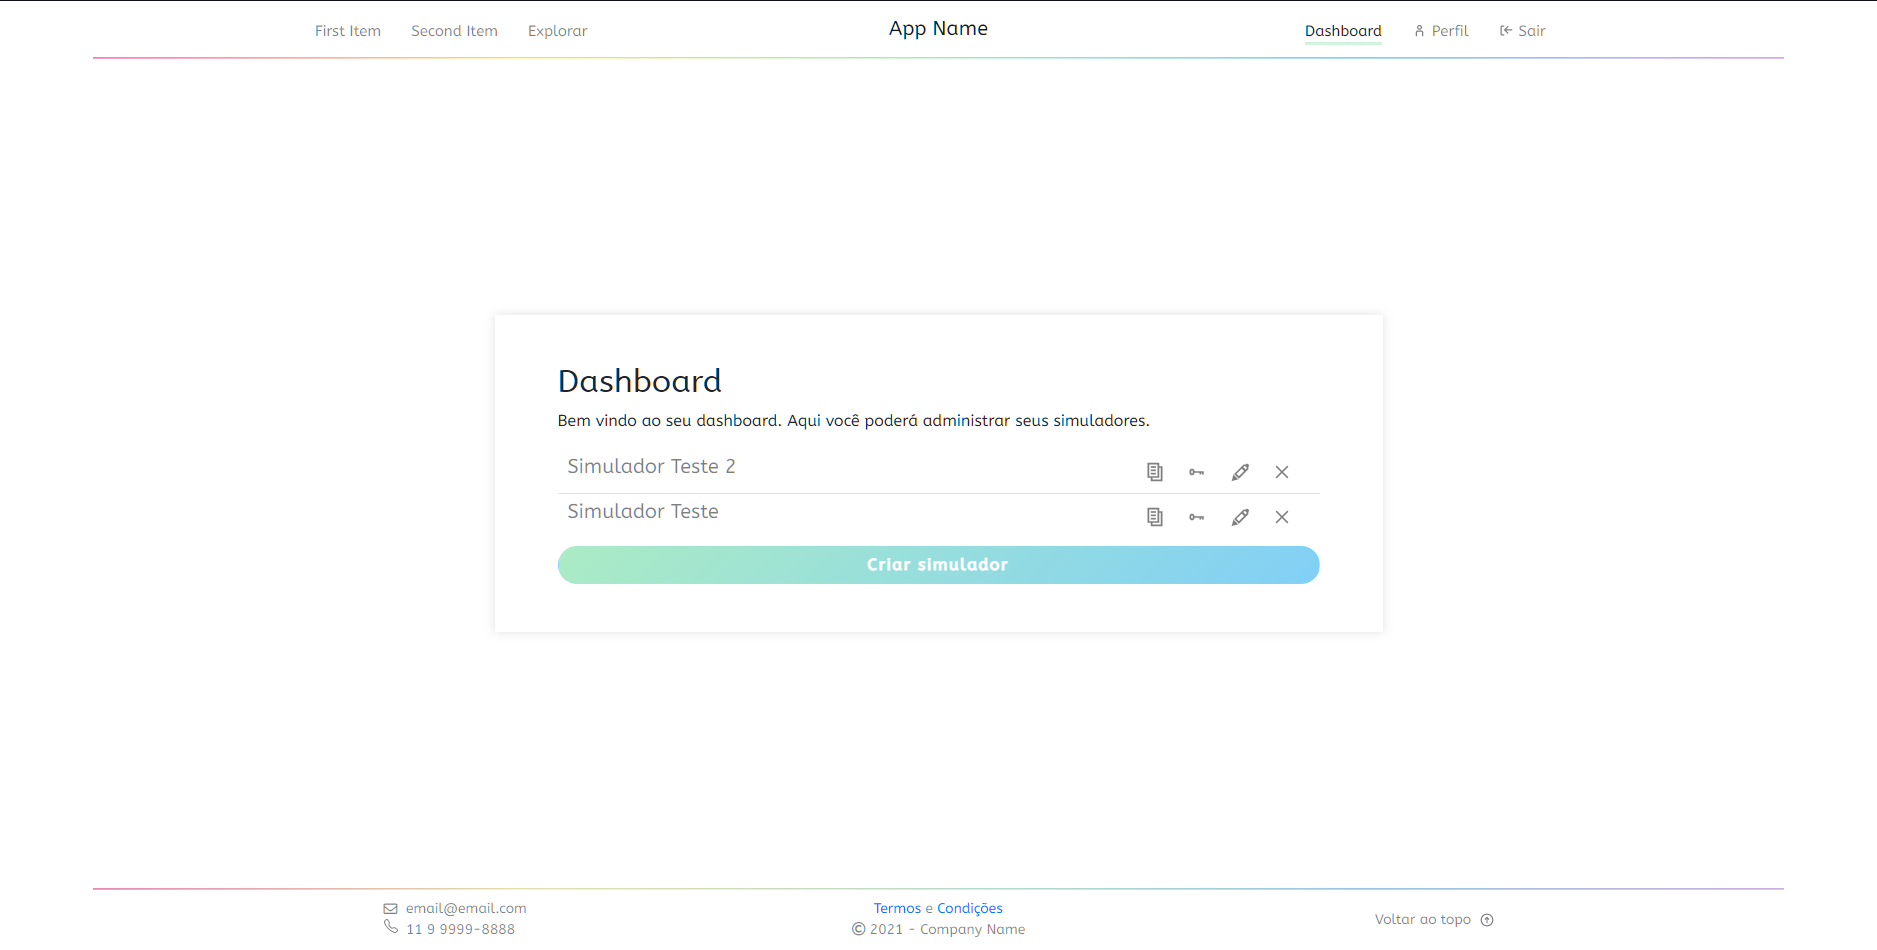 First Item Second Item Explorar App Name Dashboard Perfil Sair
Dashboard
Bem vindo ao seu dashboard. Aqui você poderá administrar seus simuladores.
Simulador Teste 2
Simulador Teste
Criar simulador
email@email.com
11 9 9999-8888
Termos e Condições
© 2021 - Company Name
Voltar ao topo